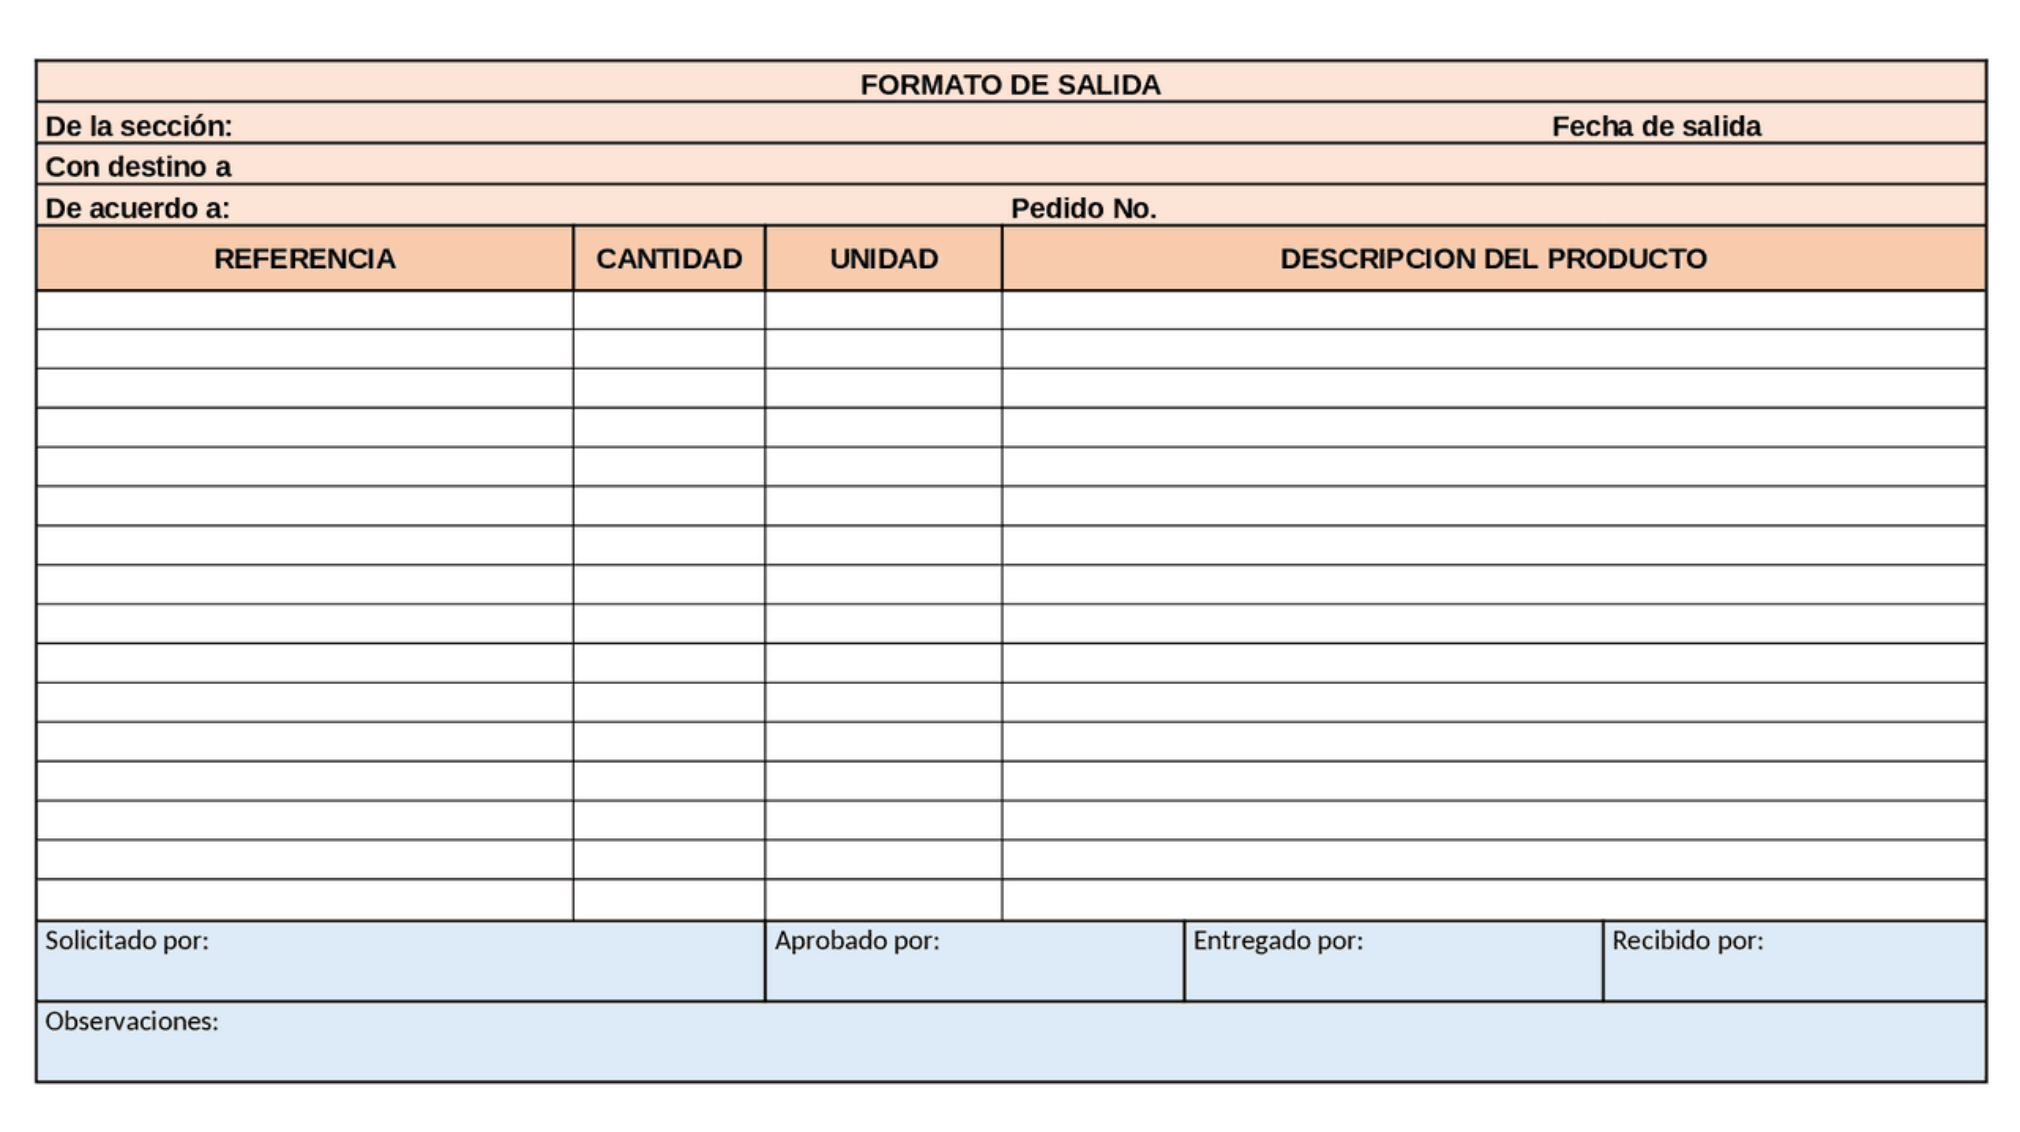 FORMATO DE SALIDA
De la sección: Fecha de salida
Con destino a
De acuerdo a: Pedido No.
REFERENCIA CANTIDAD UNIDAD DESCRIPCION DEL PRODUCTO
Solicitado por: Aprobado por: Entregado por: Recibido por:
Observaciones: